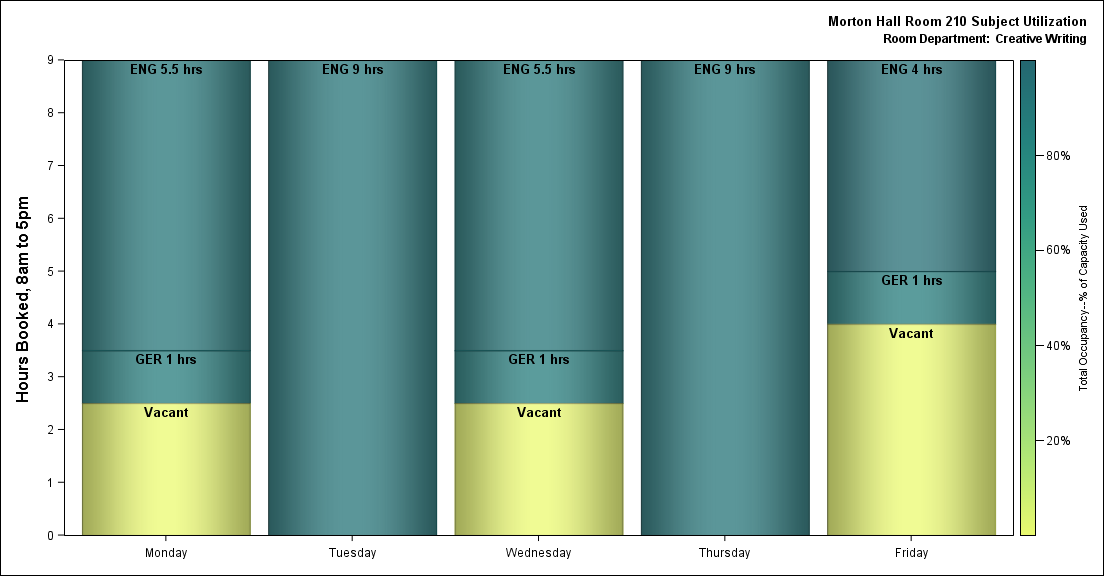 Morton Hall Room 210 Subject Utilization
Room Department: Creative Writing
Hours Booked, 8am to 5pm
9
8
7
6
5
4
3
2
1
0
ENG 5.5 hrs
GER 1 hrs
Vacant
ENG 9 hrs
ENG 5.5 hrs
GER 1 hrs
Vacant
ENG 9 hrs
ENG 4 hrs
GER 1 hrs
Vacant
Monday
Tuesday
Wednesday
Thursday
Friday
80%
60%
40%
20%
Total Occupancy--% of Capacity Used